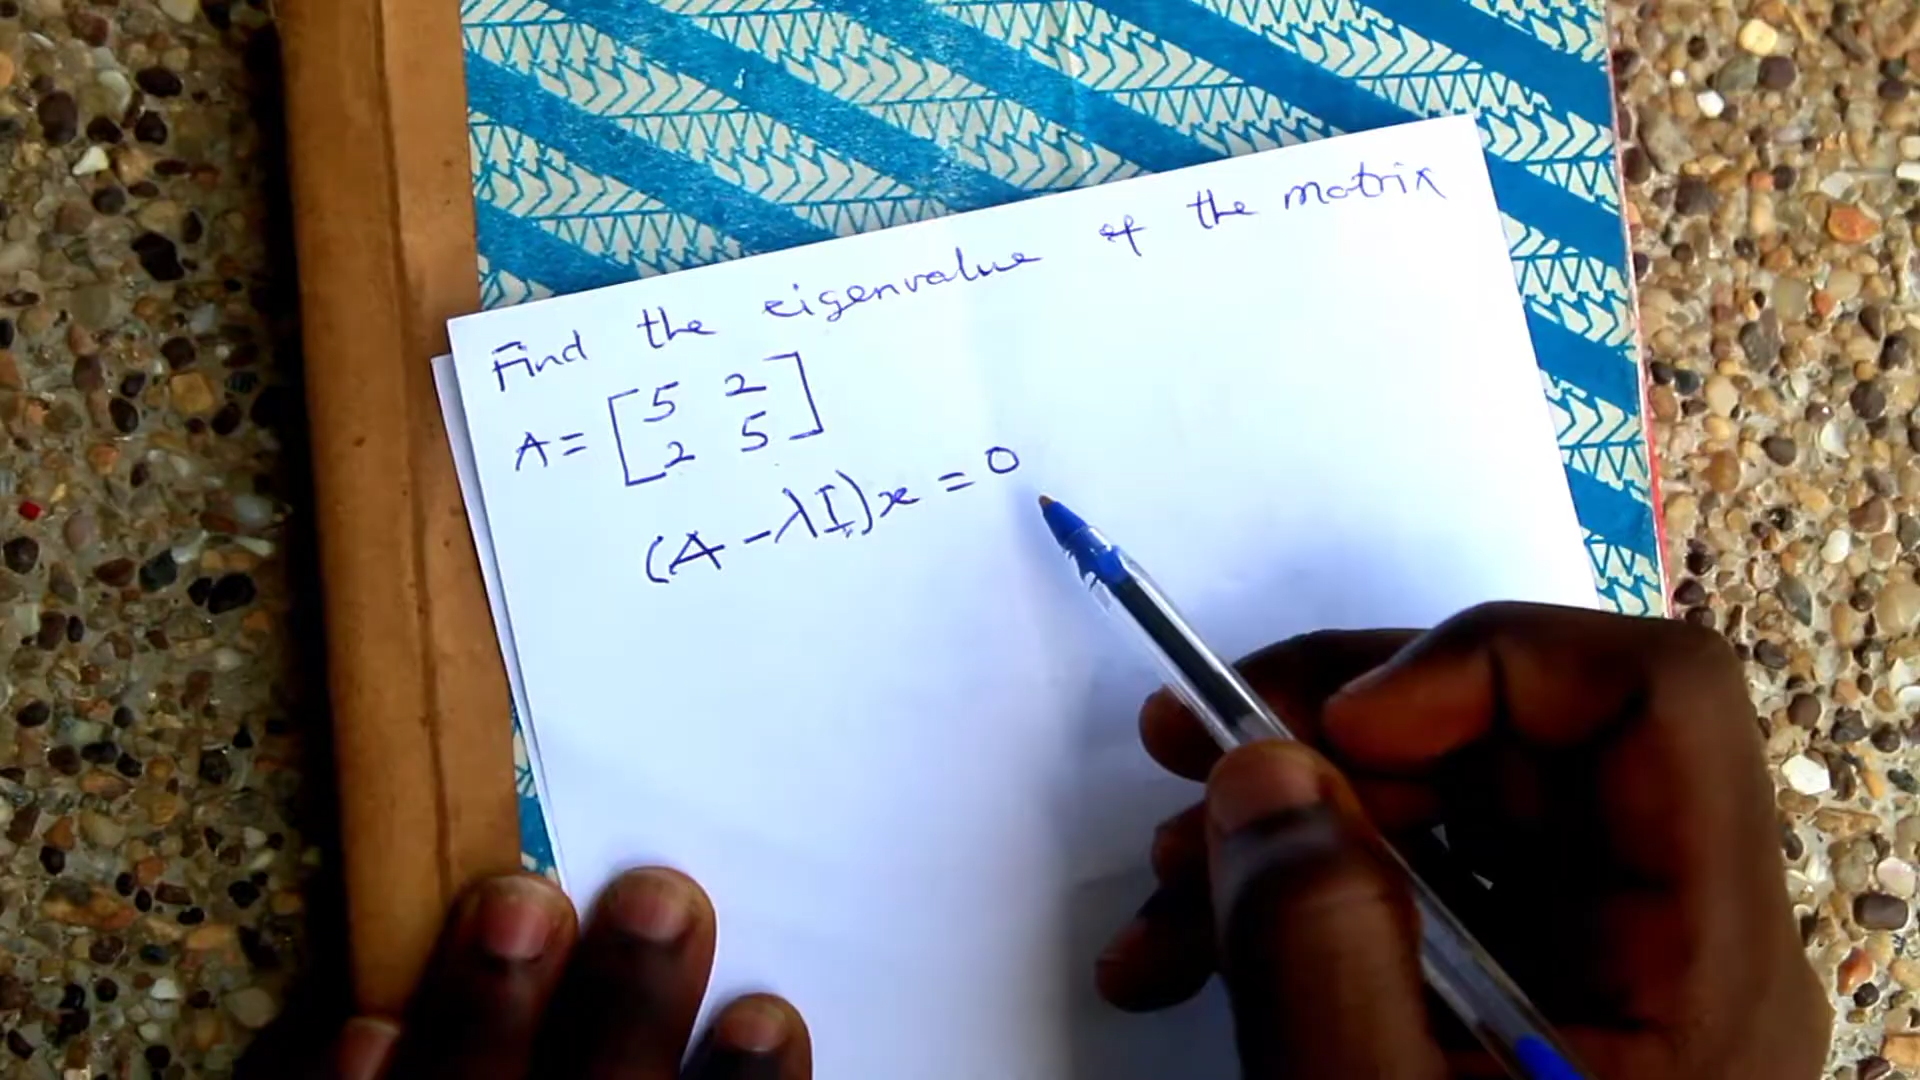 Find the eigenvalue of the matrix
A = [5 2
2 5]
(A - λI)x = 0